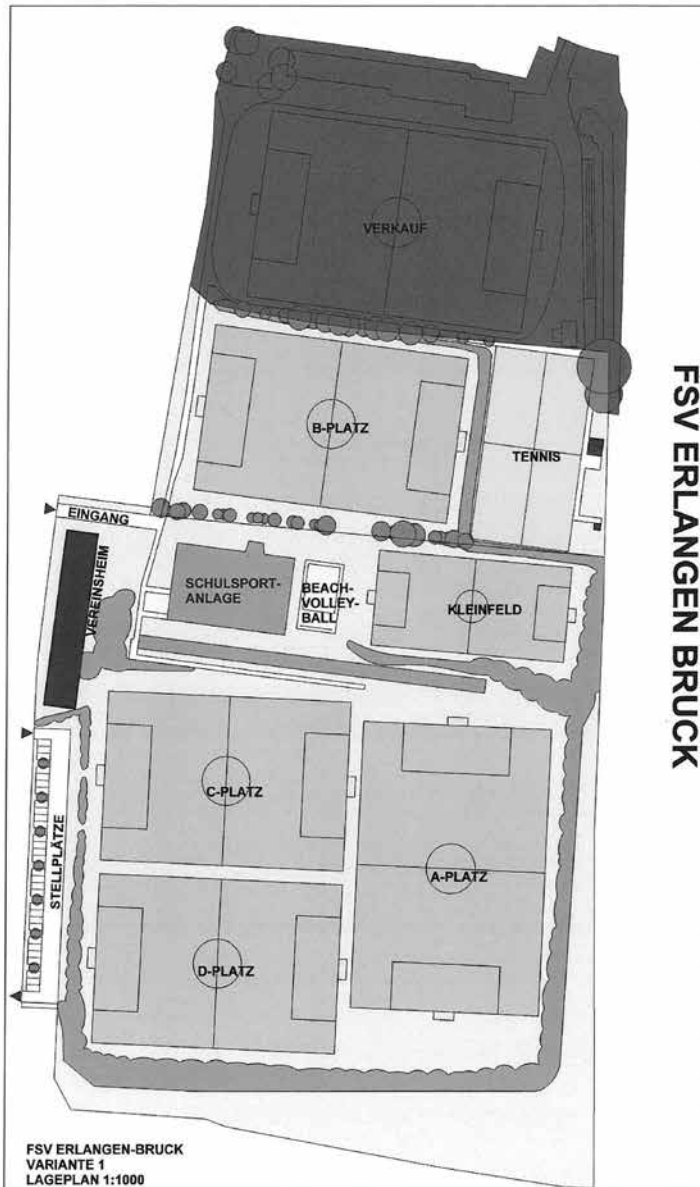 VERKAUF
FSV ERLANGEN BRUCK
B-PLATZ
TENNIS
EINGANG
VEREINSHEIM
SCHULSPORT-
ANLAGE
BEACH-
VOLLEY-
BALL
KLEINFELD
C-PLATZ
STELLPLÄTZE
A-PLATZ
D-PLATZ
FSV ERLANGEN-BRUCK
VARIANTE 1
LAGEPLAN 1:1000